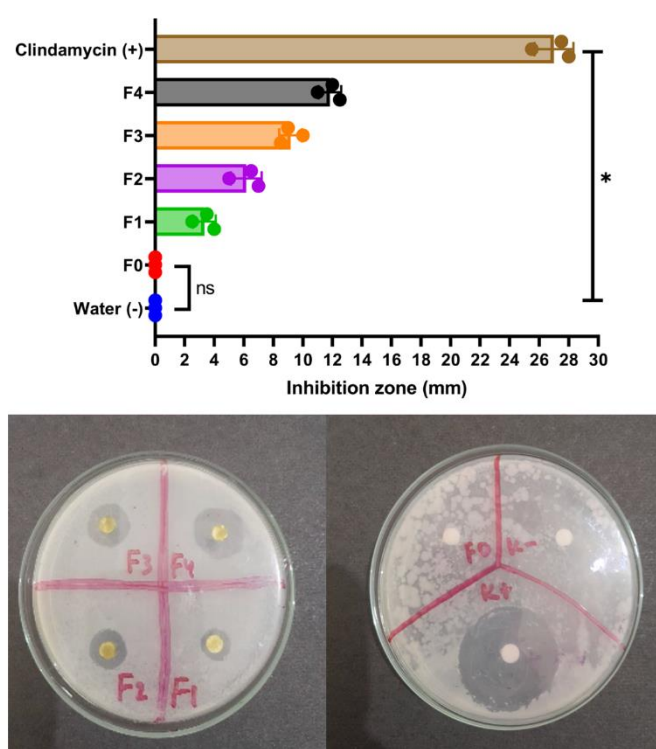 Clindamycin (+)
F4
F3
F2
F1
F0
Water (-)
ns
*
0 2 4 6 8 10 12 14 16 18 20 22 24 26 28 30
Inhibition zone (mm)
F3 F4
F2 F1
F0 K-
K+